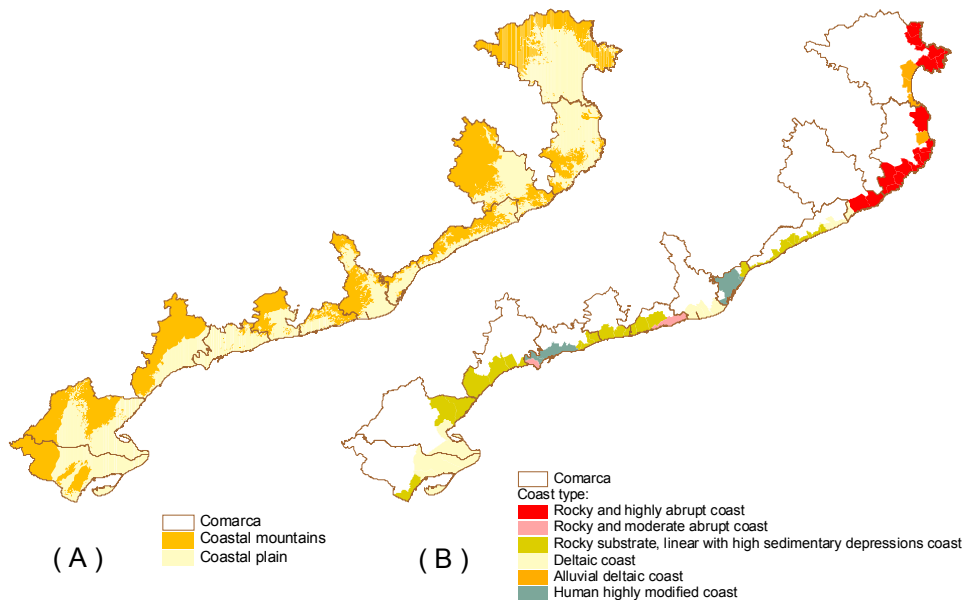 Comarca
Coastal mountains
Coastal plain
( A )
( B )
Comarca
Coast type:
Rocky and highly abrupt coast
Rocky and moderate abrupt coast
Rocky substrate, linear with high sedimentary depressions coast
Deltaic coast
Alluvial deltaic coast
Human highly modified coast